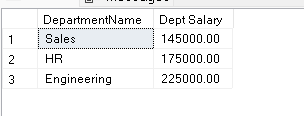 DepartmentName Dept Salary
1 Sales 145000.00
2 HR 175000.00
3 Engineering 225000.00